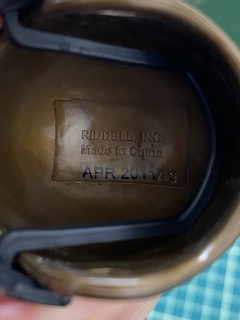 RIDDELL, INC.
Made in China
APR 2011